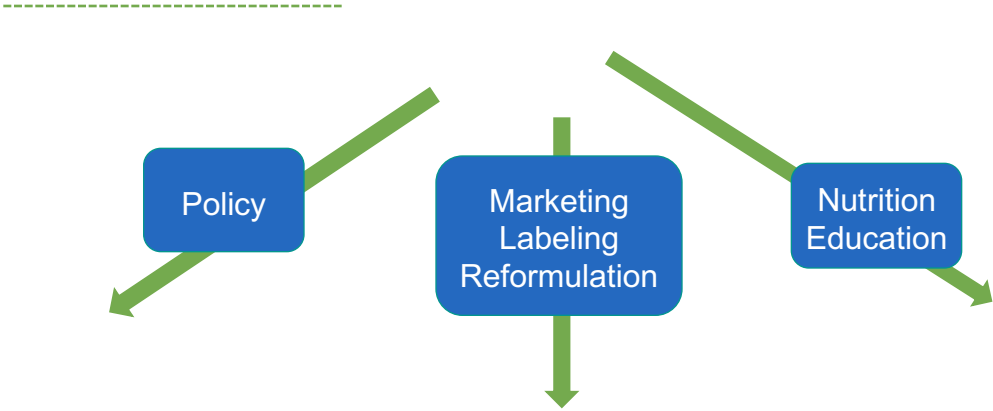 Policy
Marketing
Labeling
Reformulation
Nutrition
Education